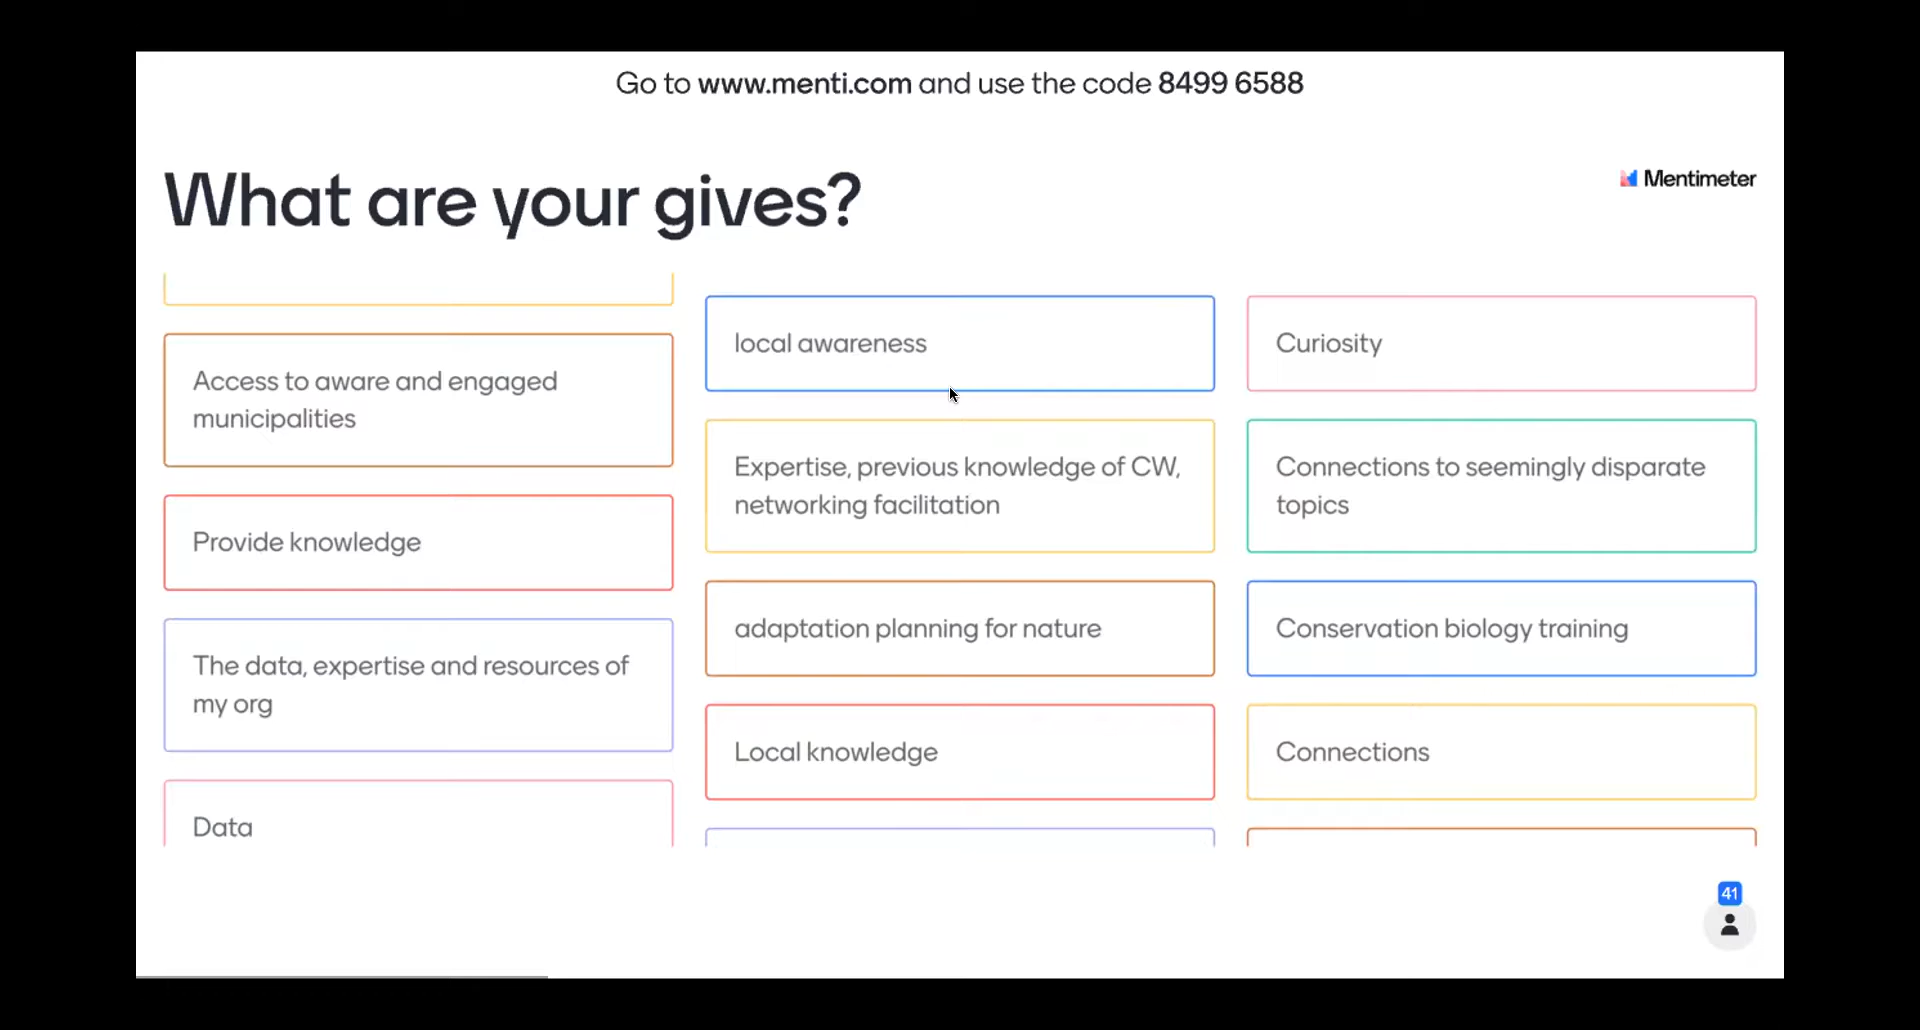 Go to www.menti.com and use the code 8499 6588
What are your gives?
Mentimeter
Access to aware and engaged
municipalities
Provide knowledge
The data, expertise and resources of
my org
Data
local awareness
Expertise, previous knowledge of CW,
networking facilitation
adaptation planning for nature
Local knowledge
Curiosity
Connections to seemingly disparate
topics
Conservation biology training
Connections
41